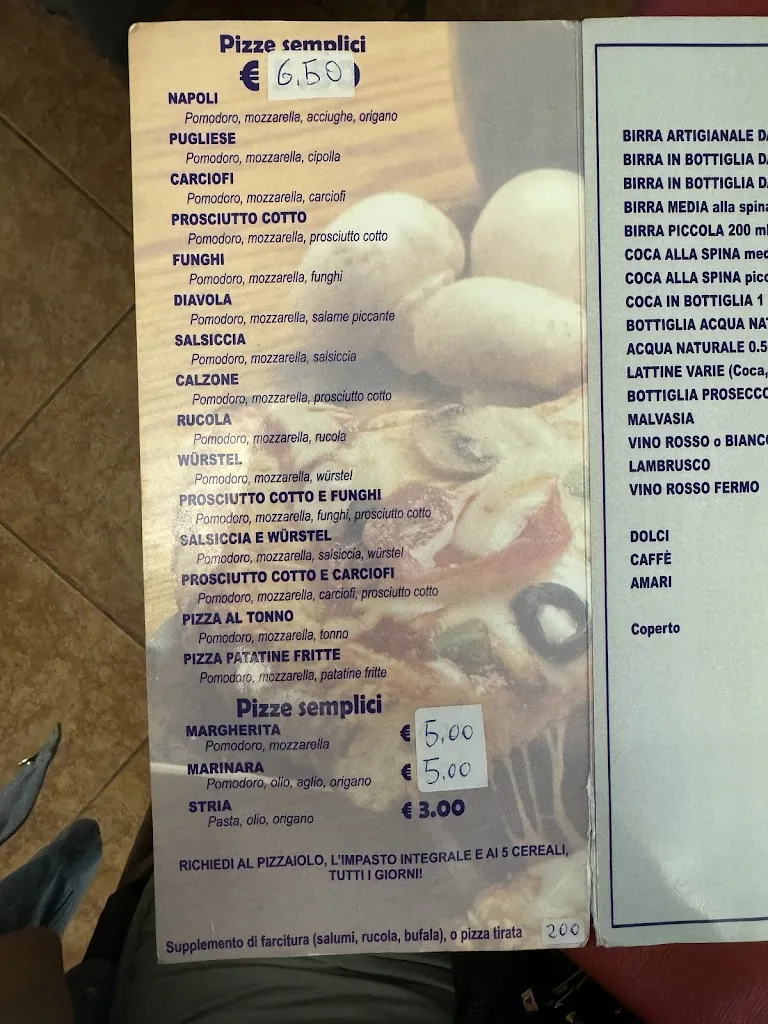 Pizze semplici
€ 6,50
NAPOLI
Pomodoro, mozzarella, acciughe, origano
PUGLIESE
Pomodoro, mozzarella, cipolla
CARCIOFI
Pomodoro, mozzarella, carciofi
PROSCIUTTO COTTO
Pomodoro, mozzarella, prosciutto cotto
FUNGHI
Pomodoro, mozzarella, funghi
DIAVOLA
Pomodoro, mozzarella, salame piccante
SALSICCIA
Pomodoro, mozzarella, salsiccia
CALZONE
Pomodoro, mozzarella, prosciutto cotto
RUCOLA
Pomodoro, mozzarella, rucola
WÜRSTEL
Pomodoro, mozzarella, würstel
PROSCIUTTO COTTO E FUNGHI
Pomodoro, mozzarella, funghi, prosciutto cotto
SALSICCIA E WÜRSTEL
Pomodoro, mozzarella, salsiccia, würstel
PROSCIUTTO COTTO E CARCIOFI
Pomodoro, mozzarella, carciofi, prosciutto cotto
PIZZA AL TONNO
Pomodoro, mozzarella, tonno
PIZZA PATATINE FRITTE
Pomodoro, mozzarella, patatine fritte
Pizze semplici
MARGHERITA € 5,00
Pomodoro, mozzarella
MARINARA € 5,00
Pomodoro, olio, aglio, origano
STRIA € 3.00
Pasta, olio, origano
RICHIEDI AL PIZZAIOLO, L'IMPASTO INTEGRALE E AI 5 CEREALI,
TUTTI I GIORNI!
Supplemento di farcitura (salumi, rucola, bufala), o pizza tirata 200
BIRRA ARTIGIANALE
BIRRA IN BOTTIGLIA
BIRRA IN BOTTIGLIA
BIRRA MEDIA alla spina
BIRRA PICCOLA 200
COCA ALLA SPINA
COCA ALLA SPINA
COCA IN BOTTIGLIA 1
BOTTIGLIA ACQUA
ACQUA NATURALE 0.5
LATTINE VARIE (Coca,
BOTTIGLIA PROSECCO
MALVASIA
VINO ROSSO o BIANCO
LAMBRUSCO
VINO ROSSO FERMO
DOLCI
CAFFÈ
AMARI
Coperto